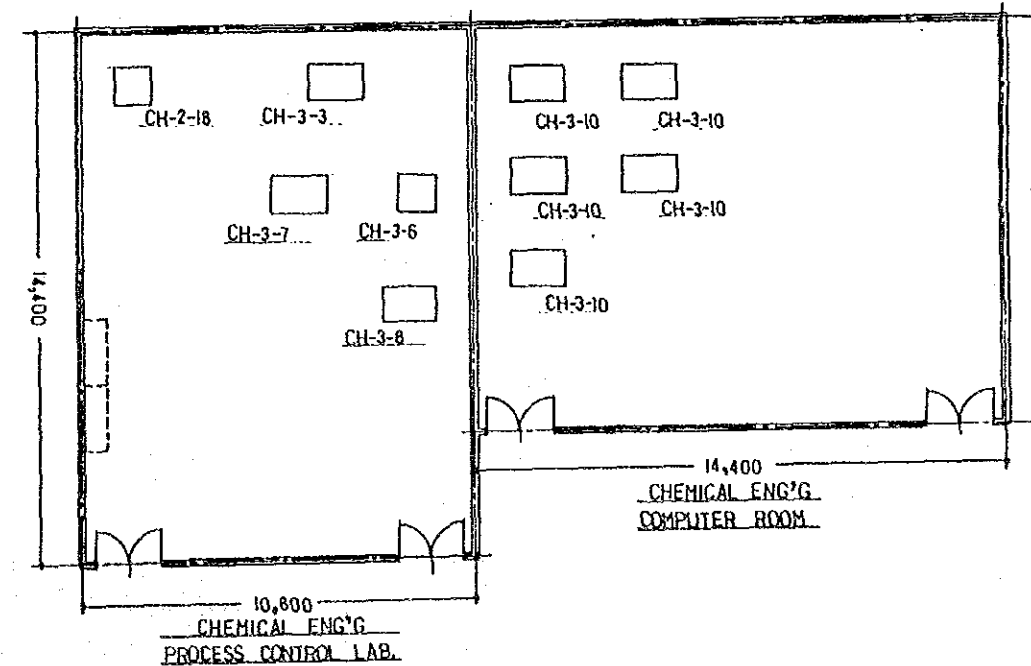 CH-2-18
CH-3-3
CH-3-10
CH-3-10
CH-3-7
CH-3-6
CH-3-10
CH-3-10
CH-3-8
CH-3-10
14,400
14,400
CHEMICAL ENG'G
COMPUTER ROOM
10,800
CHEMICAL ENG'G
PROCESS CONTROL LAB.